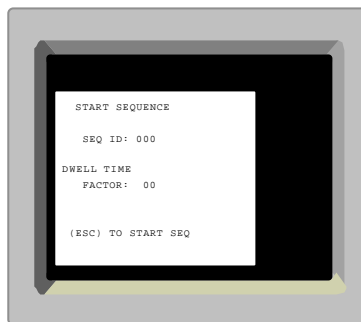 START SEQUENCE
SEQ ID: 000
DWELL TIME
FACTOR: 00
(ESC) TO START SEQ